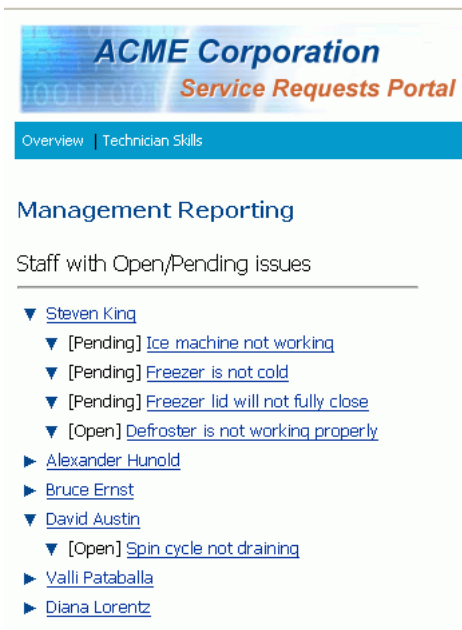 ACME Corporation
Service Requests Portal
Overview | Technician Skills
Management Reporting
Staff with Open/Pending issues
Steven King
[Pending] Ice machine not working
[Pending] Freezer is not cold
[Pending] Freezer lid will not fully close
[Open] Defroster is not working properly
Alexander Hunold
Bruce Ernst
David Austin
[Open] Spin cycle not draining
Valli Pataballa
Diana Lorentz